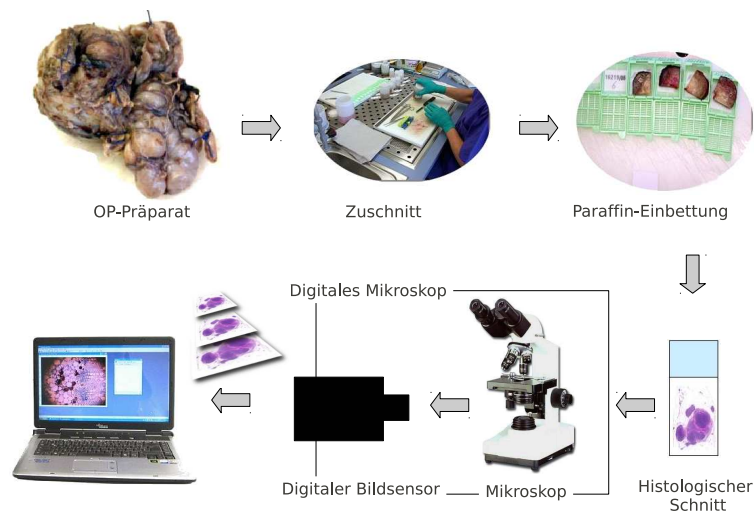 OP-Präparat
Zuschnitt
Paraffin-Einbettung
Digitales Mikroskop
Digitaler Bildsensor
Mikroskop
Histologischer
Schnitt